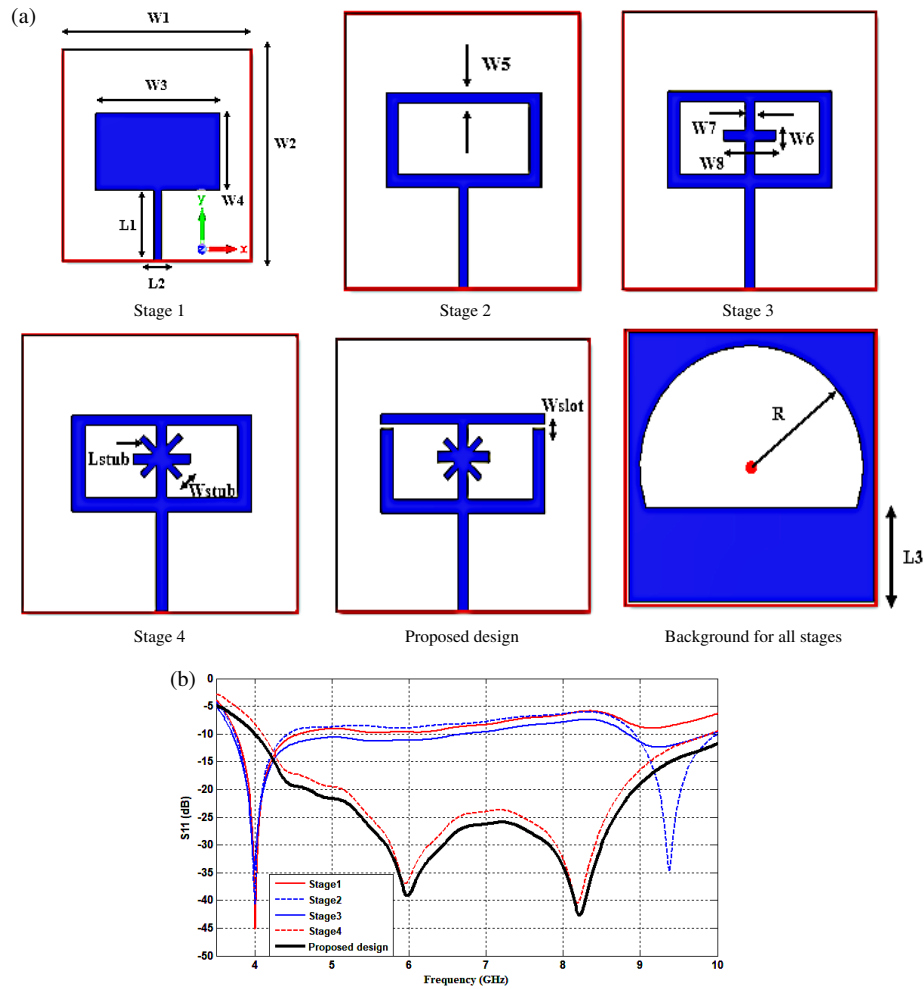 (a)
W1
W3
W2
W4
L1
y
z
x
L2
Stage 1
W5
Stage 2
W7
W6
W8
Stage 3
Lstub
Wstub
Stage 4
Wslot
Proposed design
R
L3
Background for all stages
(b)
0
-5
-10
-15
-20
-25
-30
-35
-40
-45
-50
S11 (dB)
Stage1
Stage2
Stage3
Stage4
Proposed design
4 5 6 7 8 9 10
Frequency (GHz)